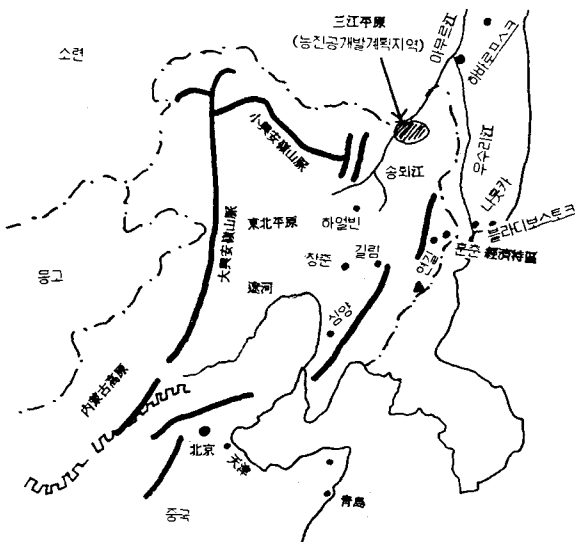 三江平原
(농진공개발계획지역)
소련
아무르江
하바로프스크
小興安嶺山脈
우수리江
송화江
나홋카
블라디보스토크
東北平原
하얼빈
大興安嶺山脈
창춘
길림
연길
훈춘 經濟特區
몽고
遼河
심양
內蒙古高原
北京
天津
靑島
중국